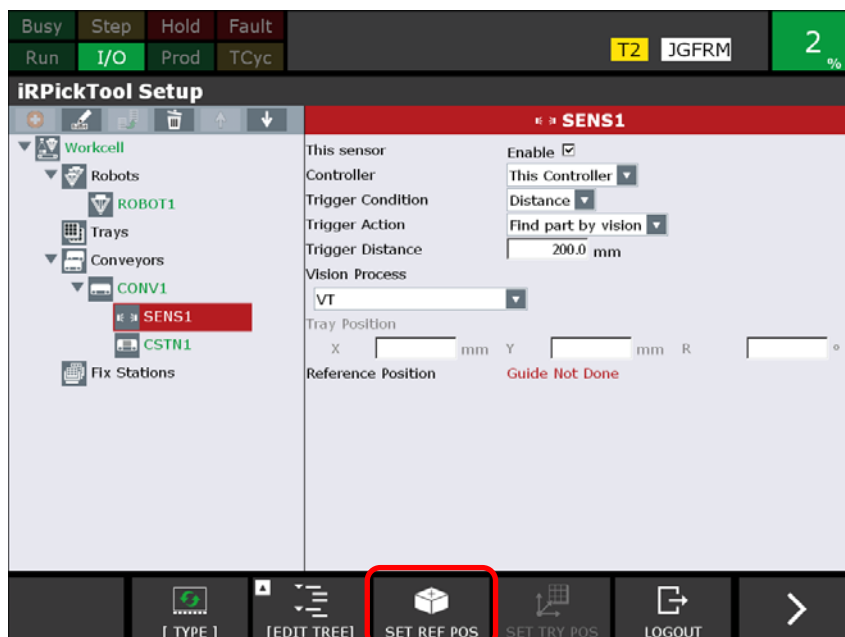 Busy Step Hold Fault
Run I/O Prod TCyc
T2 JGFRM
2 %
iRPickTool Setup
SENS1
Workcell
Robots
ROBOT1
Trays
Conveyors
CONV1
SENS1
CSTN1
Fix Stations
This sensor Enable
Controller This Controller
Trigger Condition Distance
Trigger Action Find part by vision
Trigger Distance 200.0 mm
Vision Process
VT
Tray Position
X mm Y mm R °
Reference Position Guide Not Done
[ TYPE ] [EDIT TREE] SET REF POS SET TRY POS LOGOUT